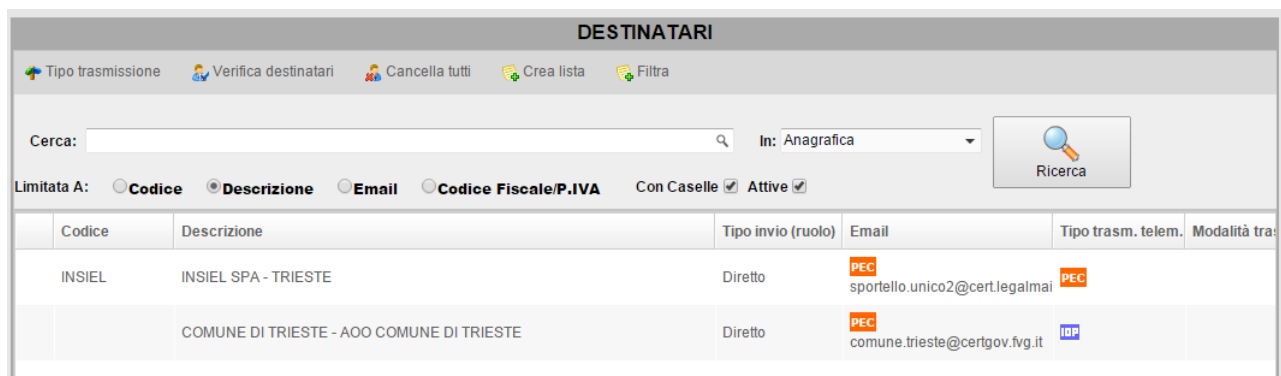 DESTINATARI
Tipo trasmissione Verifica destinatari Cancella tutti Crea lista Filtra
Cerca: In: Anagrafica
Ricerca
Limitata A: Codice Descrizione Email Codice Fiscale/P.IVA Con Caselle Attive
Codice Descrizione Tipo invio (ruolo) Email Tipo trasm. telem. Modalità tras
INSIEL INSIEL SPA - TRIESTE Diretto PEC sportello.unico2@cert.legalmai PEC
COMUNE DI TRIESTE - AOO COMUNE DI TRIESTE Diretto PEC comune.trieste@certgov.fvg.it IOP